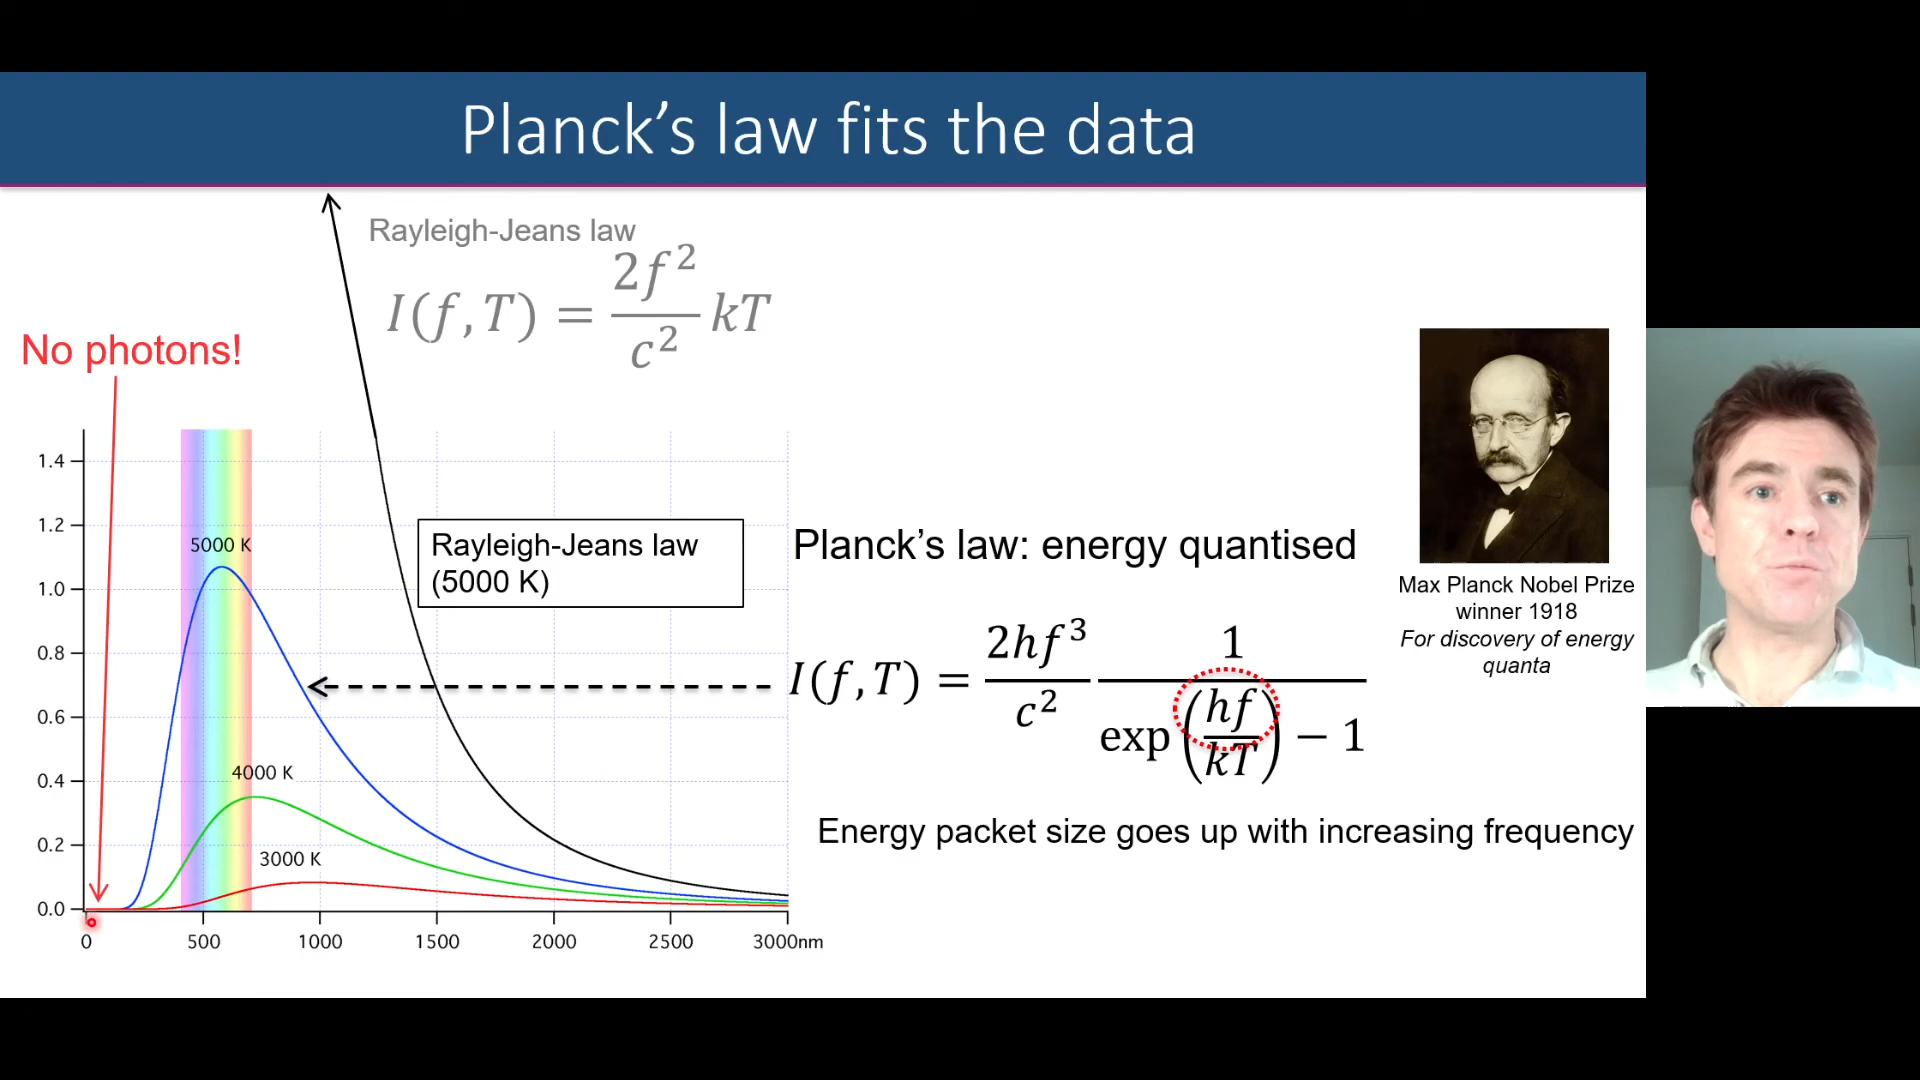 Planck's law fits the data
Rayleigh-Jeans law
I(f,T) = 2f²/c² kT
No photons!
1.4
1.2
1.0
0.8
0.6
0.4
0.2
0.0
5000 K
4000 K
3000 K
0 500 1000 1500 2000 2500 3000nm
Rayleigh-Jeans law
(5000 K)
Planck's law: energy quantised
I(f,T) = 2hf³/c² 1/(exp(hf/kT) − 1)
Energy packet size goes up with increasing frequency
Max Planck Nobel Prize
winner 1918
For discovery of energy
quanta